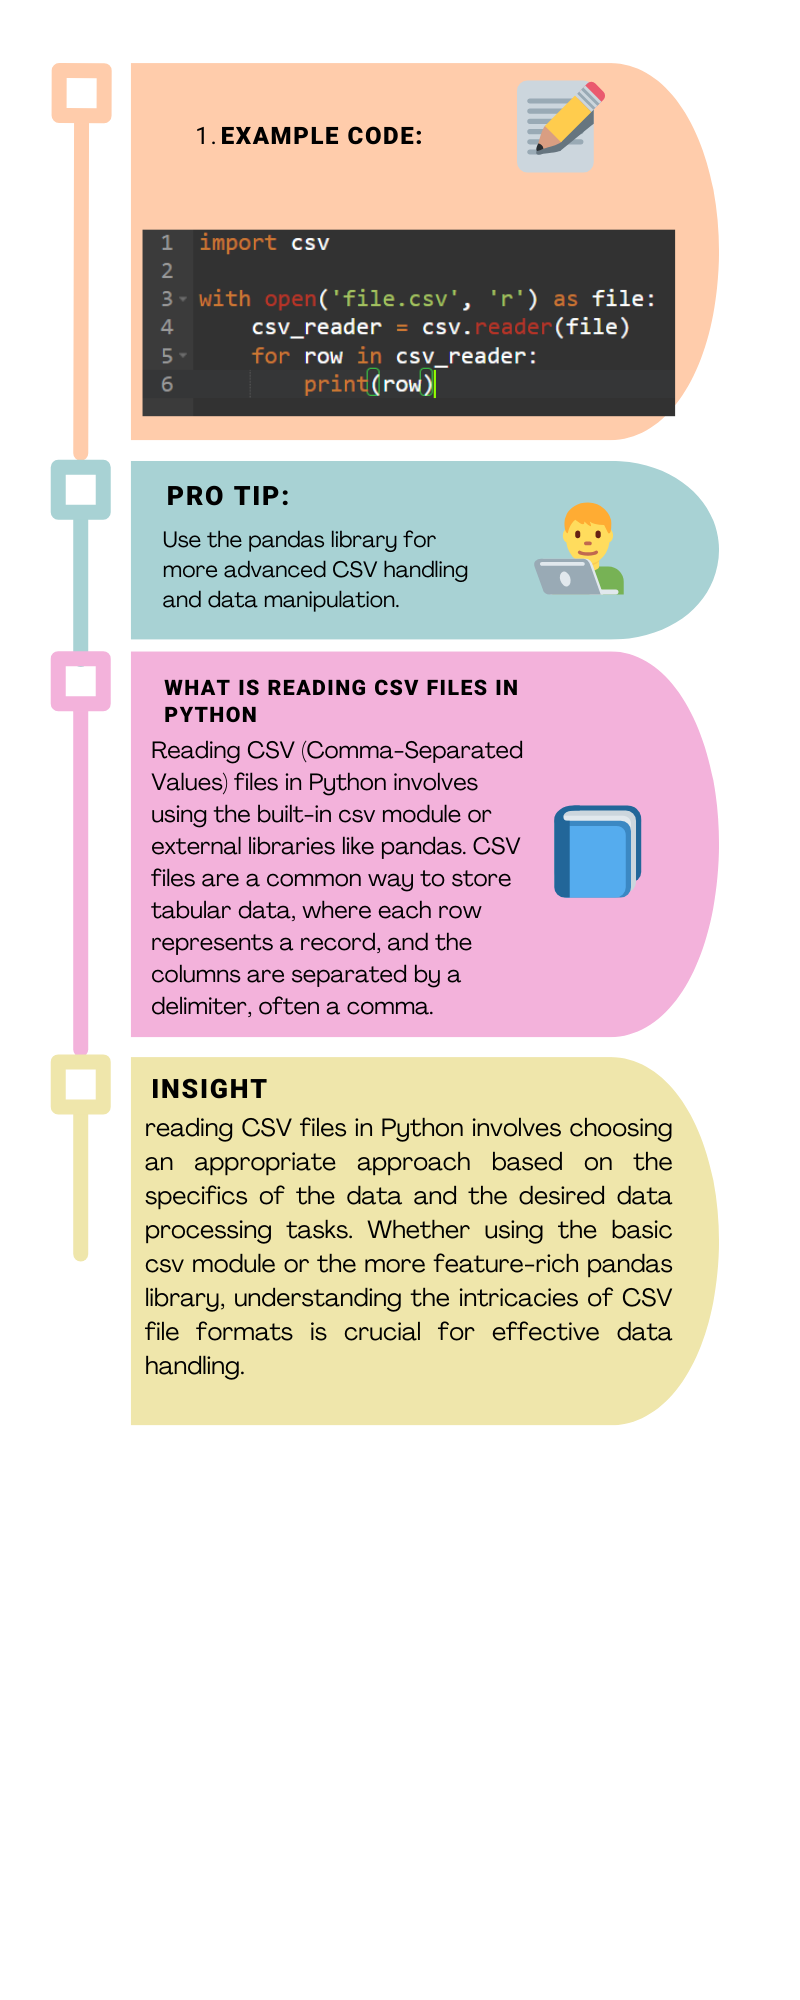 1. EXAMPLE CODE:
1 import csv
2
3 with open('file.csv', 'r') as file:
4     csv_reader = csv.reader(file)
5     for row in csv_reader:
6         print(row)
PRO TIP:
Use the pandas library for
more advanced CSV handling
and data manipulation.
WHAT IS READING CSV FILES IN
PYTHON
Reading CSV (Comma-Separated
Values) files in Python involves
using the built-in csv module or
external libraries like pandas. CSV
files are a common way to store
tabular data, where each row
represents a record, and the
columns are separated by a
delimiter, often a comma.
INSIGHT
reading CSV files in Python involves choosing
an appropriate approach based on the
specifics of the data and the desired data
processing tasks. Whether using the basic
csv module or the more feature-rich pandas
library, understanding the intricacies of CSV
file formats is crucial for effective data
handling.